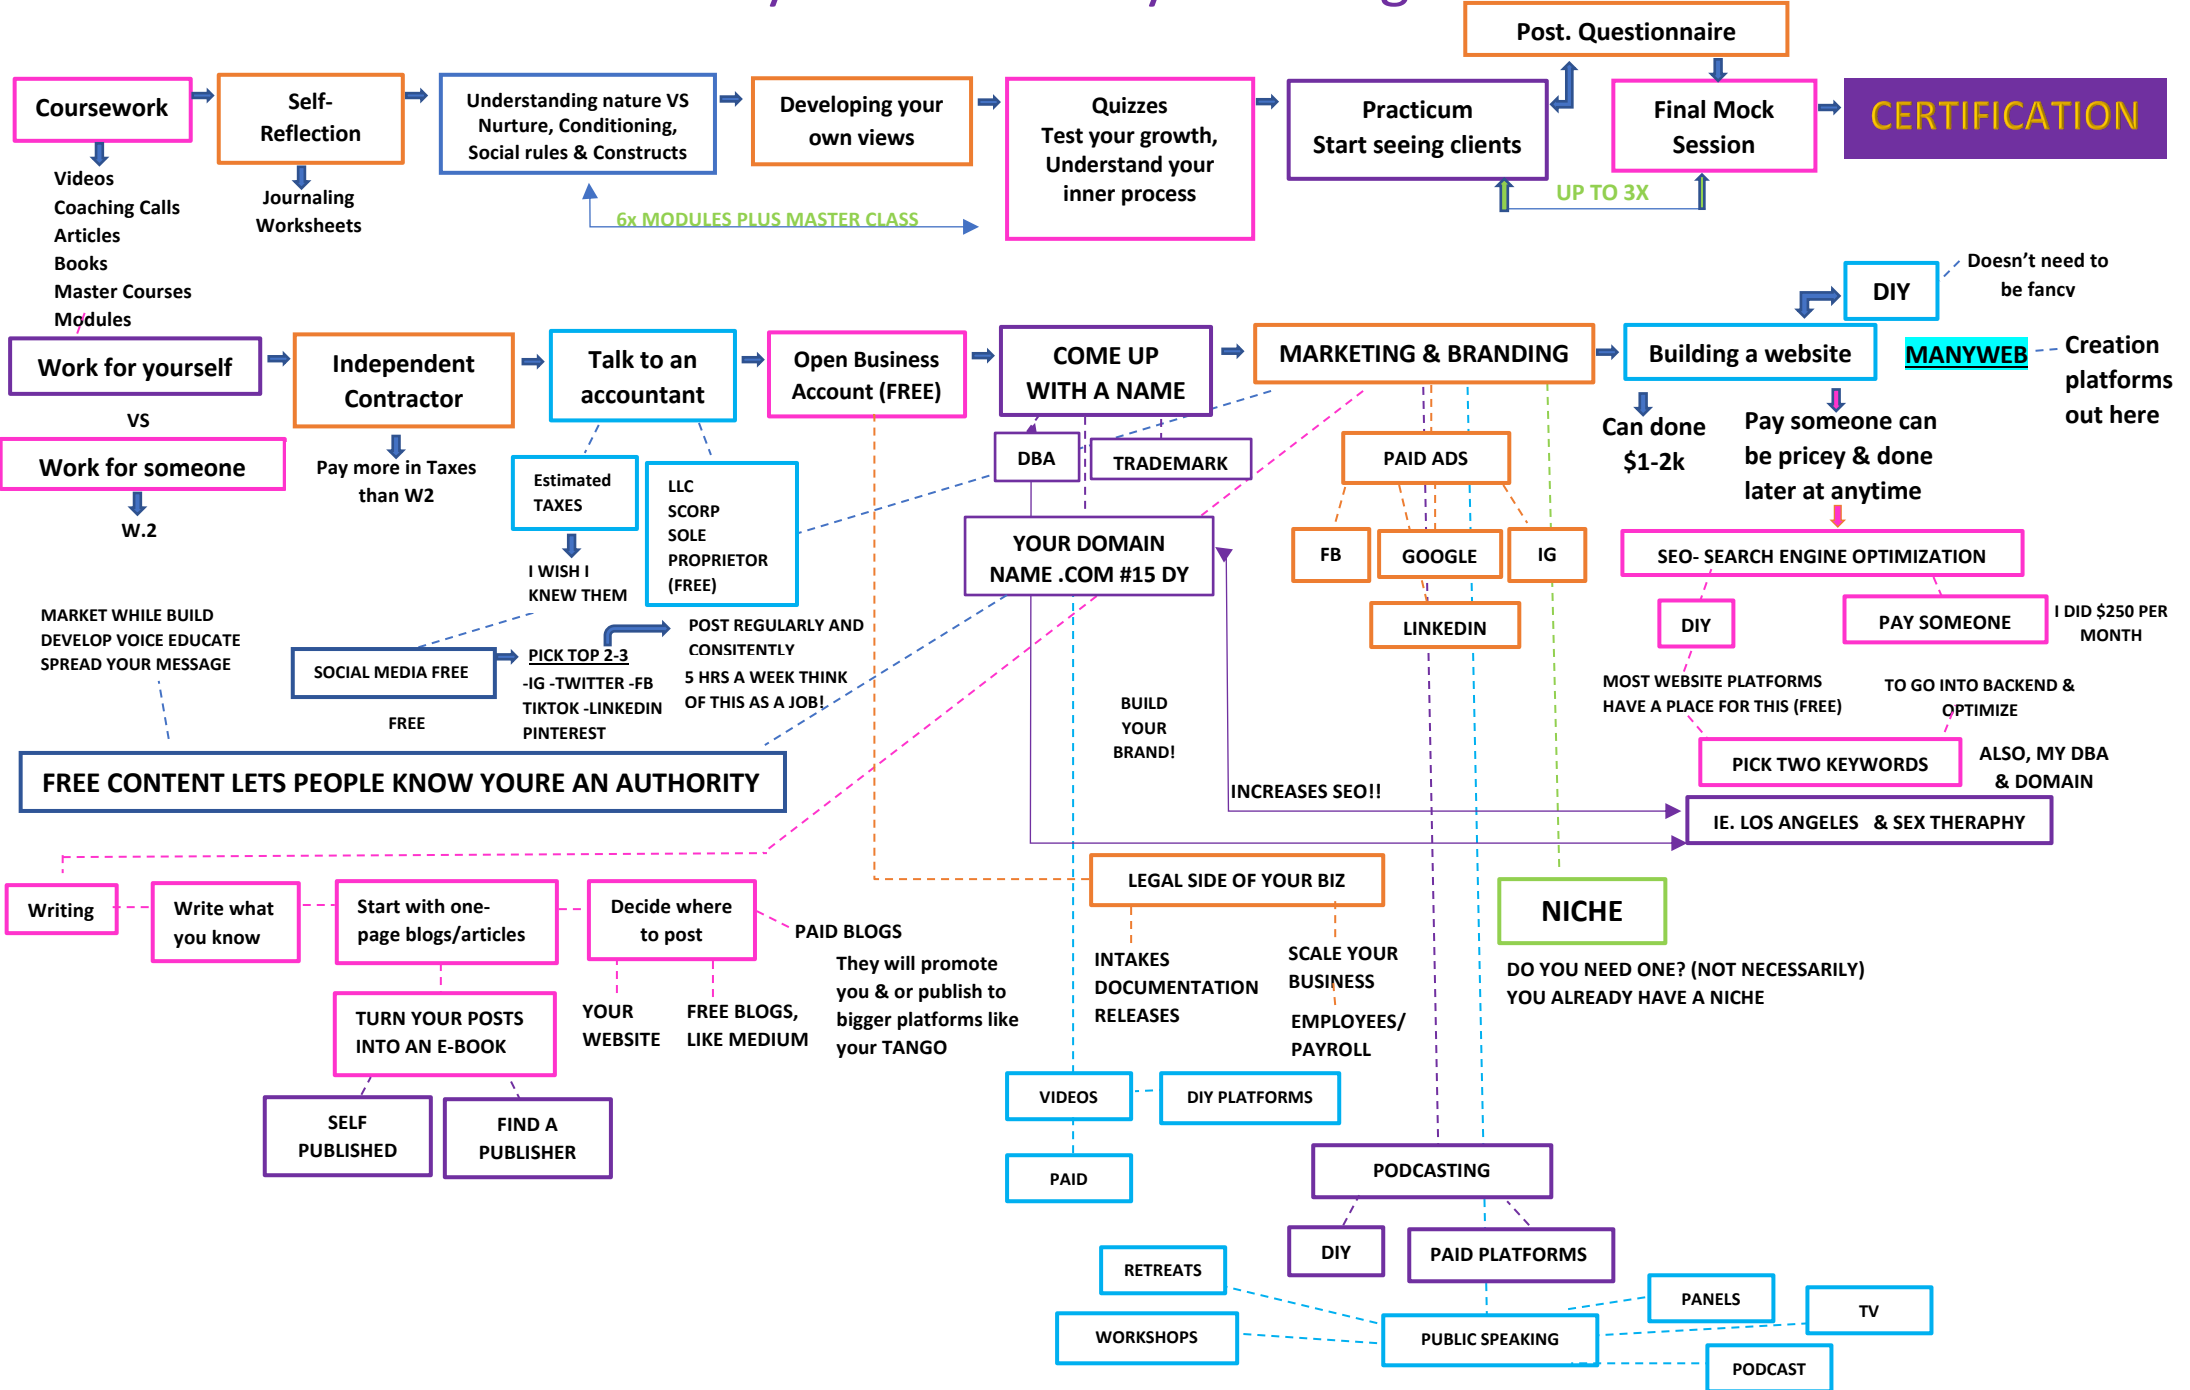 Post. Questionnaire
Coursework
Self-
Reflection
Understanding nature VS
Nurture, Conditioning,
Social rules & Constructs
Developing your
own views
Quizzes
Test your growth,
Understand your
inner process
Practicum
Start seeing clients
Final Mock
Session
CERTIFICATION
Videos
Coaching Calls
Articles
Books
Master Courses
Modules
Journaling
Worksheets
6x MODULES PLUS MASTER CLASS
UP TO 3X
Work for yourself
VS
Work for someone
W.2
Independent
Contractor
Pay more in Taxes
than W2
Talk to an
accountant
Estimated
TAXES
I WISH I
KNEW THEM
LLC
SCORP
SOLE
PROPRIETOR
(FREE)
Open Business
Account (FREE)
COME UP
WITH A NAME
DBA
TRADEMARK
YOUR DOMAIN
NAME .COM #15 DY
MARKETING & BRANDING
PAID ADS
FB
GOOGLE
IG
LINKEDIN
Building a website
DIY
Doesn't need to
be fancy
MANYWEB
Creation
platforms
out here
Can done
$1-2k
Pay someone can
be pricey & done
later at anytime
SEO- SEARCH ENGINE OPTIMIZATION
DIY
PAY SOMEONE
I DID $250 PER
MONTH
MOST WEBSITE PLATFORMS
HAVE A PLACE FOR THIS (FREE)
TO GO INTO BACKEND &
OPTIMIZE
PICK TWO KEYWORDS
ALSO, MY DBA
& DOMAIN
IE. LOS ANGELES & SEX THERAPHY
MARKET WHILE BUILD
DEVELOP VOICE EDUCATE
SPREAD YOUR MESSAGE
SOCIAL MEDIA FREE
FREE
PICK TOP 2-3
-IG -TWITTER -FB
TIKTOK -LINKEDIN
PINTEREST
POST REGULARLY AND
CONSITENTLY
5 HRS A WEEK THINK
OF THIS AS A JOB!
FREE CONTENT LETS PEOPLE KNOW YOURE AN AUTHORITY
BUILD
YOUR
BRAND!
INCREASES SEO!!
Writing
Write what
you know
Start with one-
page blogs/articles
Decide where
to post
PAID BLOGS
They will promote
you & or publish to
bigger platforms like
your TANGO
YOUR
WEBSITE
FREE BLOGS,
LIKE MEDIUM
TURN YOUR POSTS
INTO AN E-BOOK
SELF
PUBLISHED
FIND A
PUBLISHER
LEGAL SIDE OF YOUR BIZ
INTAKES
DOCUMENTATION
RELEASES
SCALE YOUR
BUSINESS
EMPLOYEES/
PAYROLL
NICHE
DO YOU NEED ONE? (NOT NECESSARILY)
YOU ALREADY HAVE A NICHE
VIDEOS
DIY PLATFORMS
PAID
PODCASTING
DIY
PAID PLATFORMS
RETREATS
WORKSHOPS
PUBLIC SPEAKING
PANELS
TV
PODCAST